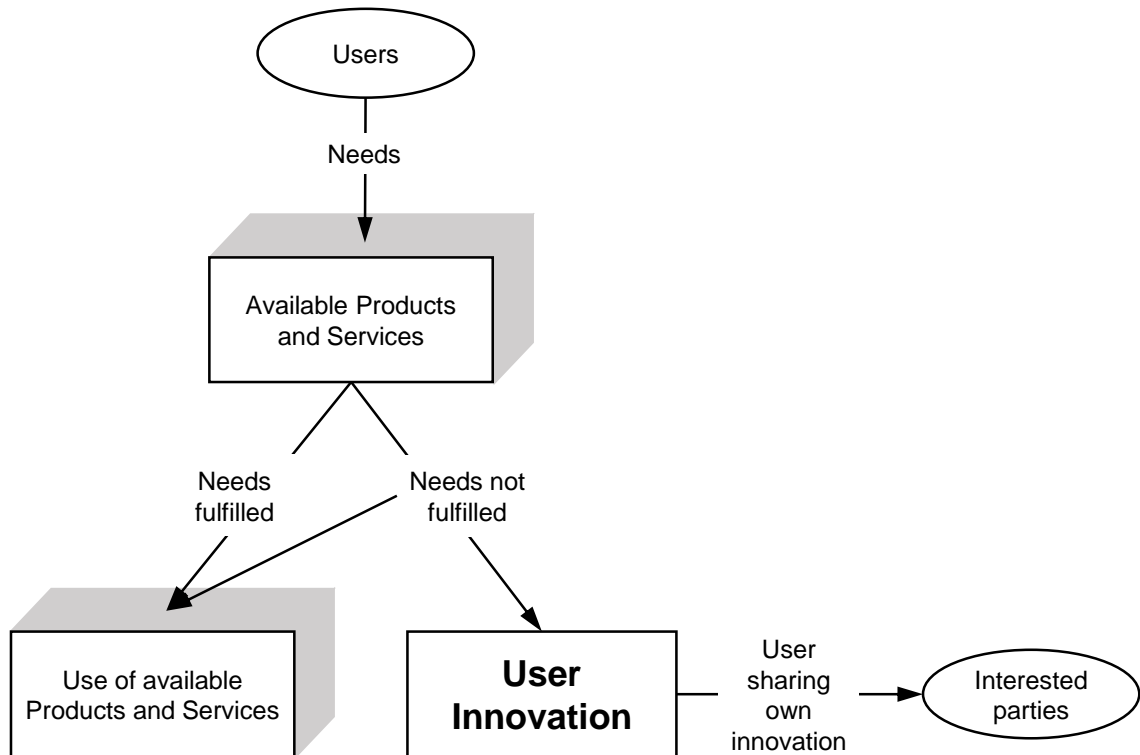 Users
Needs
Available Products
and Services
Needs
fulfilled
Needs not
fulfilled
Use of available
Products and Services
User
Innovation
User
sharing
own
innovation
Interested
parties